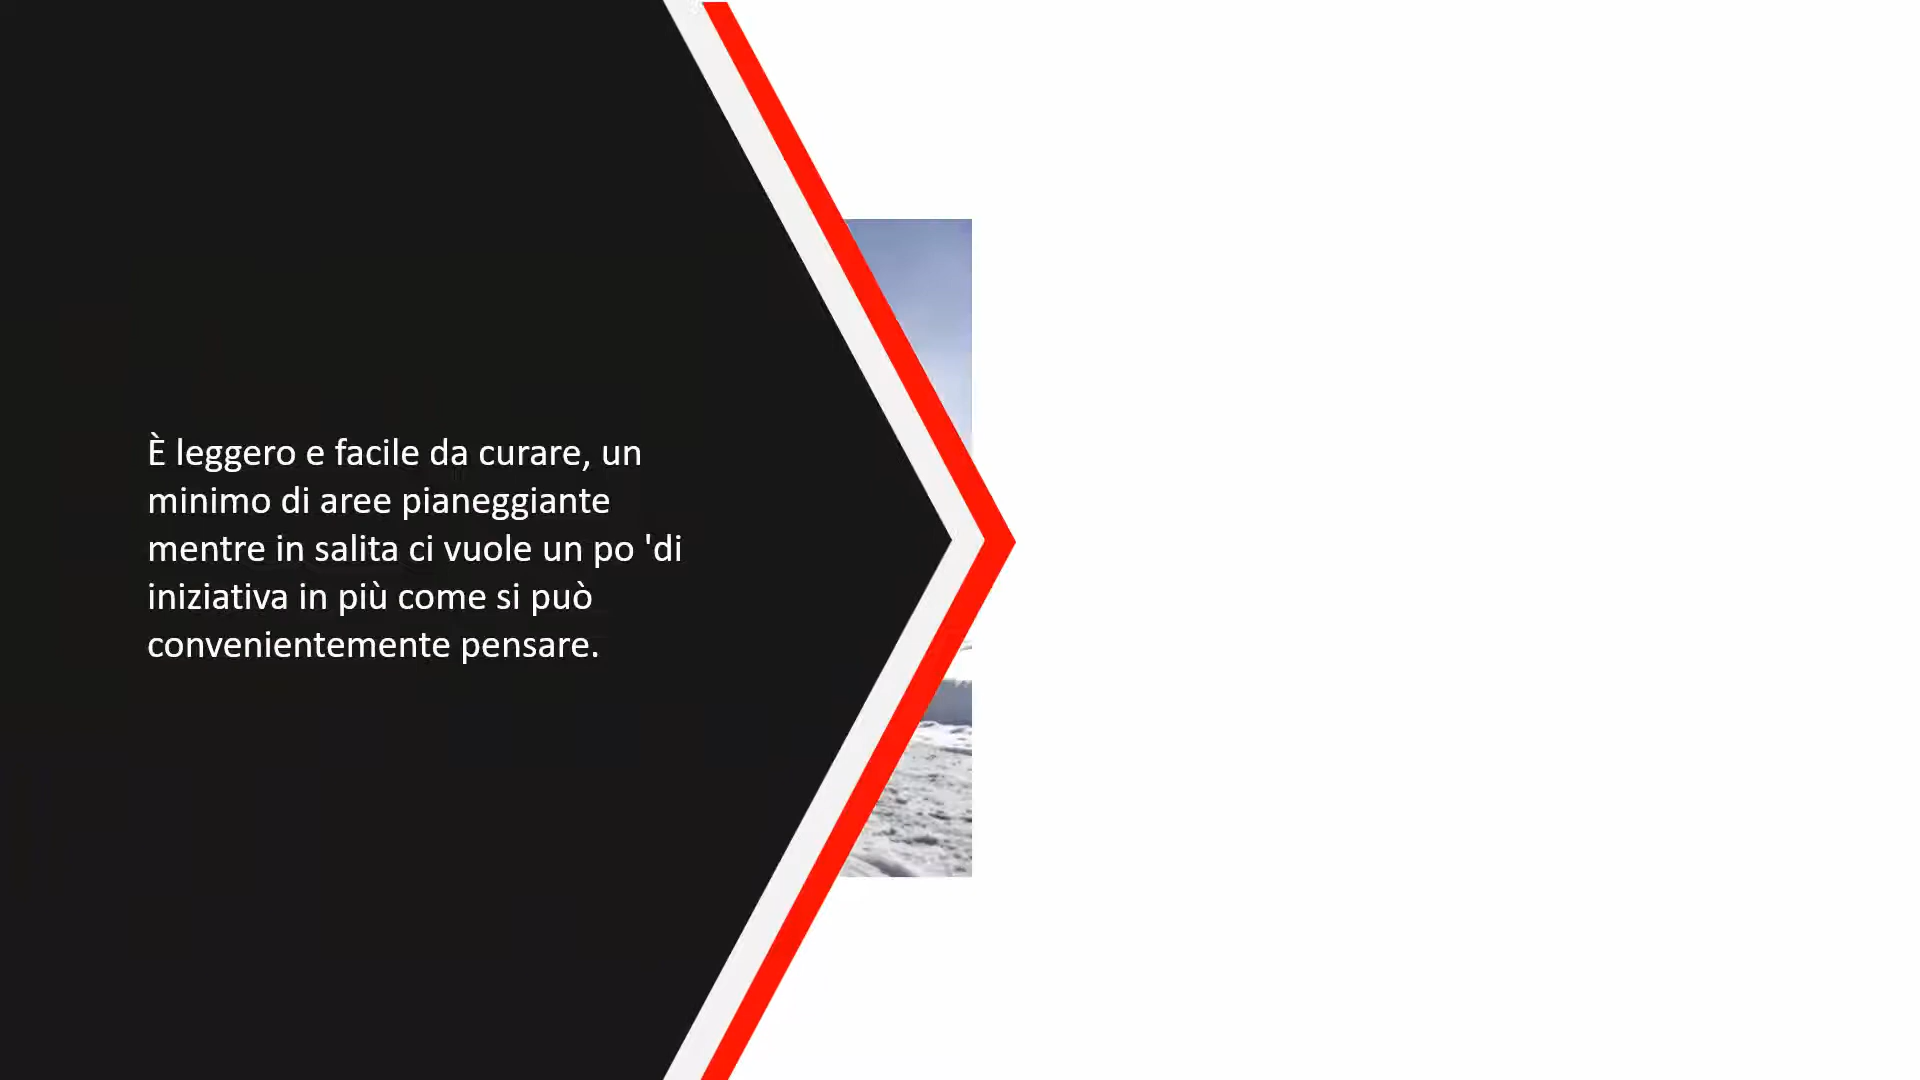 È leggero e facile da curare, un
minimo di aree pianeggiante
mentre in salita ci vuole un po 'di
iniziativa in più come si può
convenientemente pensare.